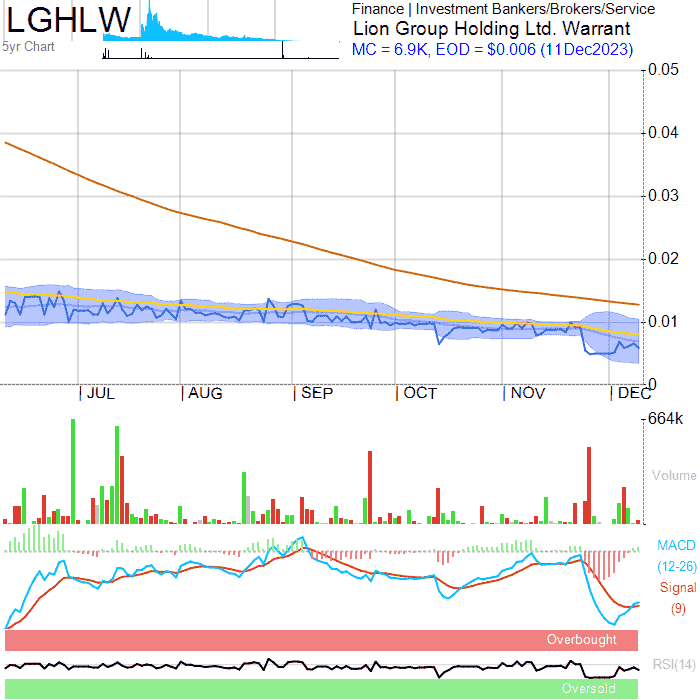 LGHLW
Finance | Investment Bankers/Brokers/Service
Lion Group Holding Ltd. Warrant
5yr Chart
MC = 6.9K, EOD = $0.006 (11Dec2023)
0.05
0.04
0.03
0.02
0.01
0
| JUL | AUG | SEP | OCT | NOV | DEC
664k
Volume
MACD
(12-26)
Signal
(9)
Overbought
RSI(14)
Oversold